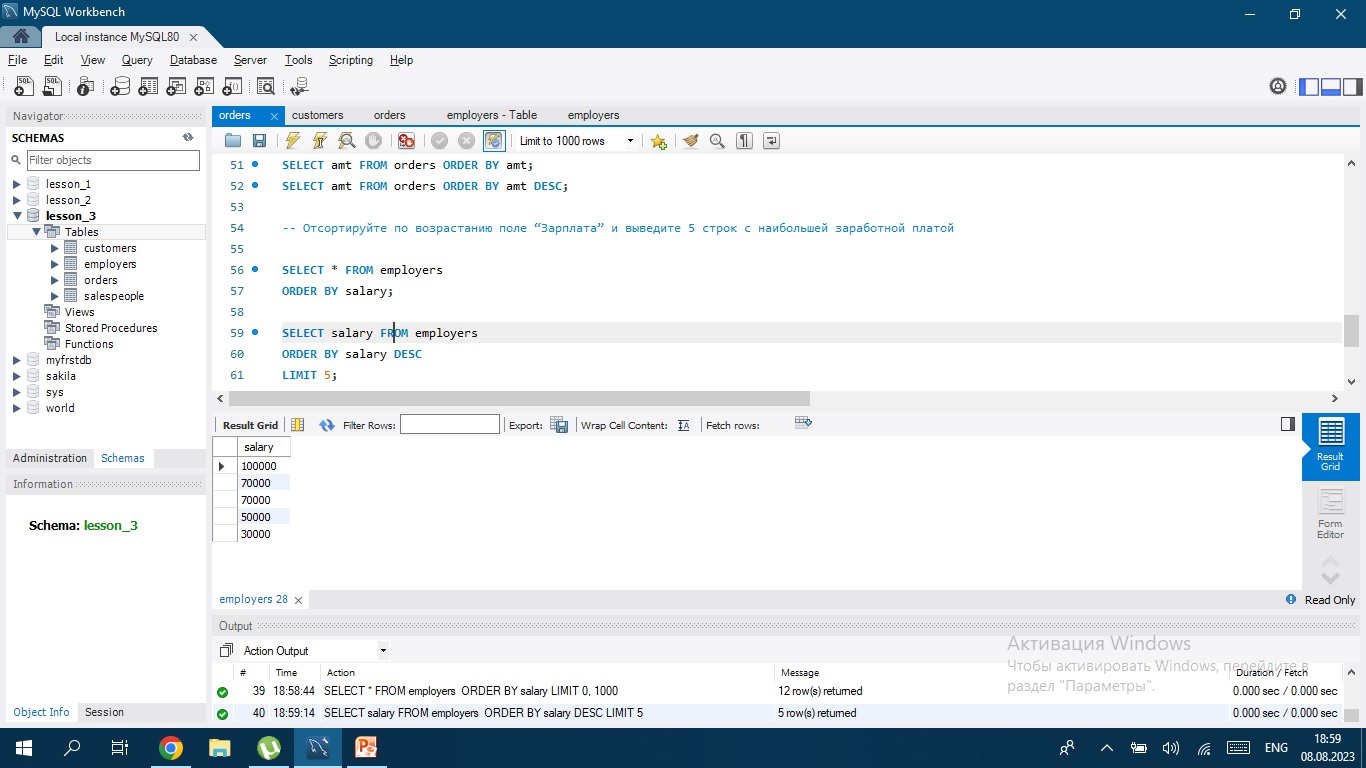 MySQL Workbench
Local instance MySQL80
File Edit View Query Database Server Tools Scripting Help
Navigator
SCHEMAS
Filter objects
lesson_1
lesson_2
lesson_3
Tables
customers
employers
orders
salespeople
Views
Stored Procedures
Functions
myfrstdb
sakila
sys
world
Administration Schemas
Information
Schema: lesson_3
Object Info Session
orders customers orders employers - Table employers
Limit to 1000 rows
51 SELECT amt FROM orders ORDER BY amt;
52 SELECT amt FROM orders ORDER BY amt DESC;
53
54 -- Отсортируйте по возрастанию поле “Зарплата” и выведите 5 строк с наибольшей заработной платой
55
56 SELECT * FROM employers
57 ORDER BY salary;
58
59 SELECT salary FROM employers
60 ORDER BY salary DESC
61 LIMIT 5;
Result Grid Filter Rows: Export: Wrap Cell Content: Fetch rows:
salary
100000
70000
70000
50000
30000
Result Grid
Form Editor
employers 28
Read Only
Output
Action Output
# Time Action Message Duration / Fetch
39 18:58:44 SELECT * FROM employers ORDER BY salary LIMIT 0, 1000 12 row(s) returned 0.000 sec / 0.000 sec
40 18:59:14 SELECT salary FROM employers ORDER BY salary DESC LIMIT 5 5 row(s) returned 0.000 sec / 0.000 sec
Активация Windows
Чтобы активировать Windows, перейдите в
раздел "Параметры".
ENG
18:59
08.08.2023